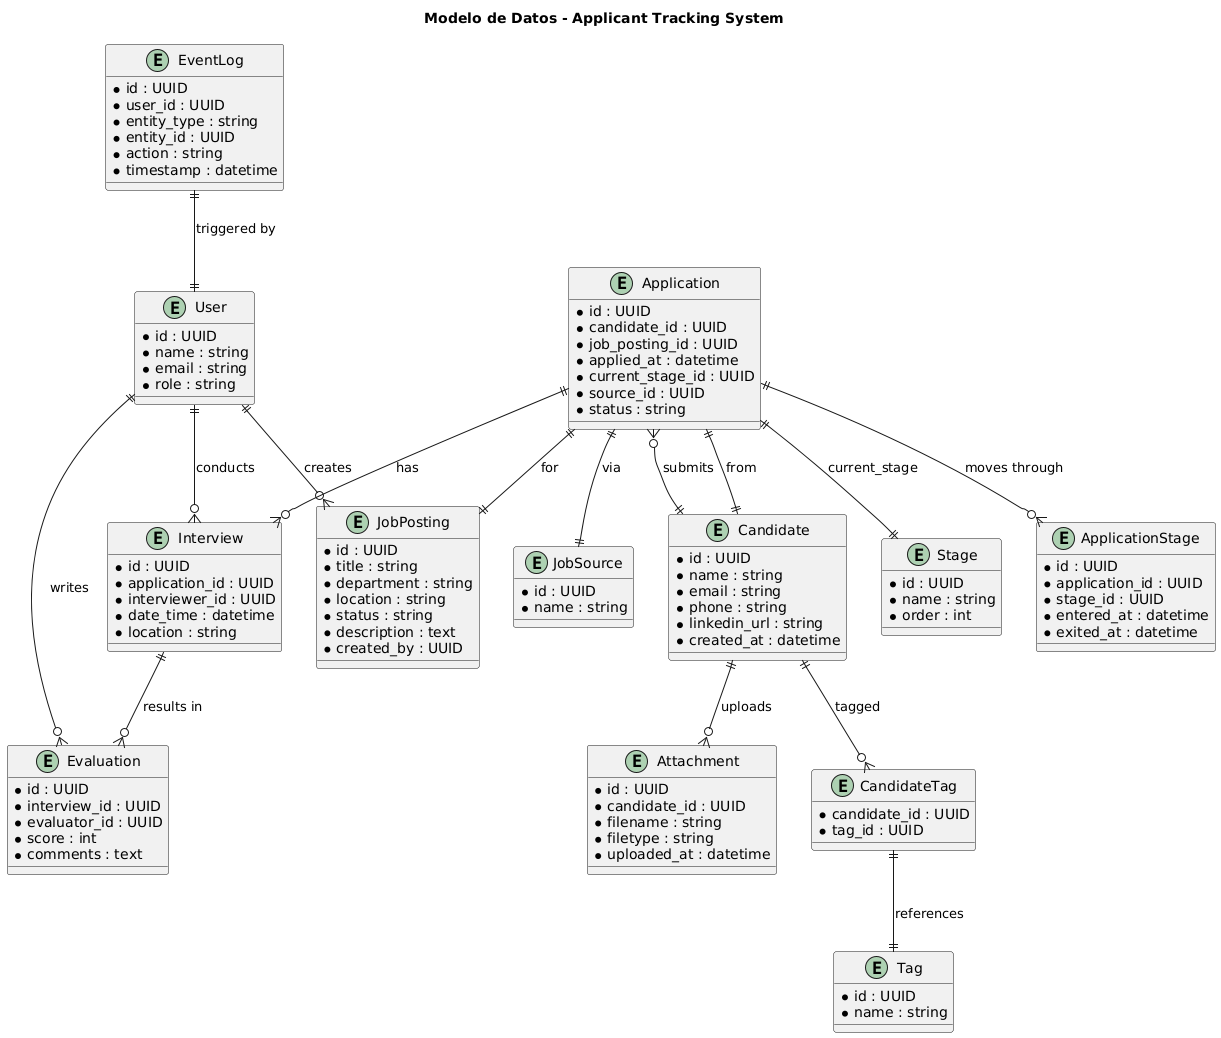 Modelo de Datos - Applicant Tracking System
E EventLog
id : UUID
user_id : UUID
entity_type : string
entity_id : UUID
action : string
timestamp : datetime
triggered by
E User
id : UUID
name : string
email : string
role : string
E Application
id : UUID
candidate_id : UUID
job_posting_id : UUID
applied_at : datetime
current_stage_id : UUID
source_id : UUID
status : string
conducts
creates
has
for
via
submits
from
current_stage
moves through
writes
E Interview
id : UUID
application_id : UUID
interviewer_id : UUID
date_time : datetime
location : string
E JobPosting
id : UUID
title : string
department : string
location : string
status : string
description : text
created_by : UUID
E JobSource
id : UUID
name : string
E Candidate
id : UUID
name : string
email : string
phone : string
linkedin_url : string
created_at : datetime
E Stage
id : UUID
name : string
order : int
E ApplicationStage
id : UUID
application_id : UUID
stage_id : UUID
entered_at : datetime
exited_at : datetime
results in
uploads
tagged
E Evaluation
id : UUID
interview_id : UUID
evaluator_id : UUID
score : int
comments : text
E Attachment
id : UUID
candidate_id : UUID
filename : string
filetype : string
uploaded_at : datetime
E CandidateTag
candidate_id : UUID
tag_id : UUID
references
E Tag
id : UUID
name : string